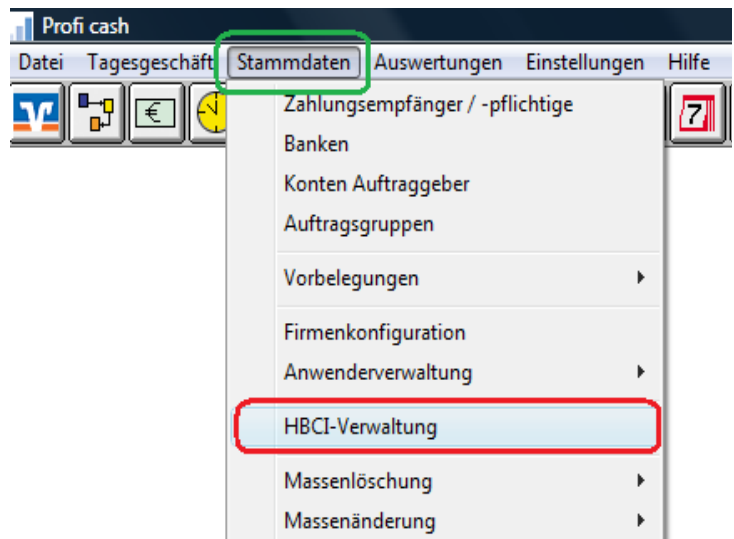 Profi cash
Datei Tagesgeschäft Stammdaten Auswertungen Einstellungen Hilfe
€ 7
Zahlungsempfänger / -pflichtige
Banken
Konten Auftraggeber
Auftragsgruppen
Vorbelegungen
Firmenkonfiguration
Anwenderverwaltung
HBCI-Verwaltung
Massenlöschung
Massenänderung